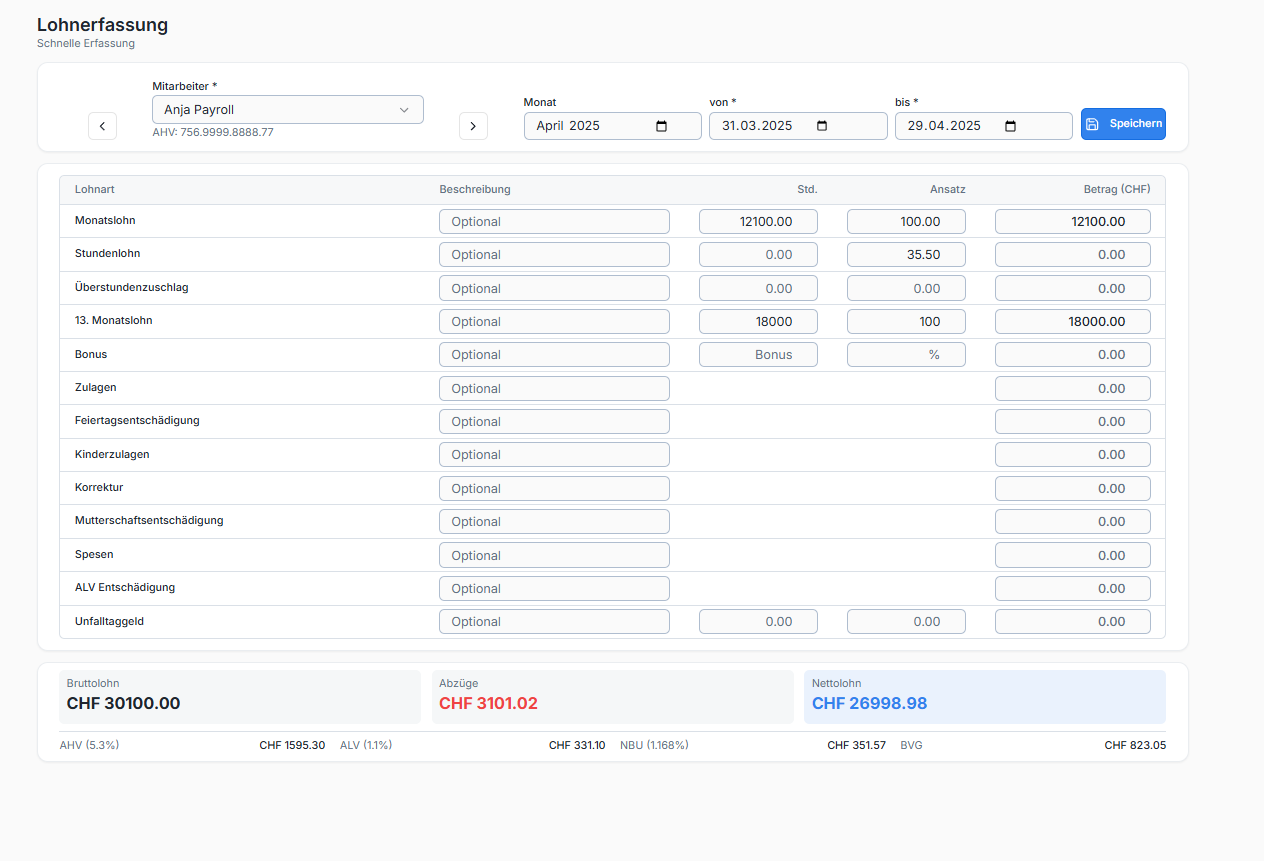 Lohnerfassung
Schnelle Erfassung
Mitarbeiter *
Anja Payroll
AHV: 756.9999.8888.77
Monat
April 2025
von *
31.03.2025
bis *
29.04.2025
Speichern
Lohnart Beschreibung Std. Ansatz Betrag (CHF)
Monatslohn Optional 12100.00 100.00 12100.00
Stundenlohn Optional 0.00 35.50 0.00
Überstundenzuschlag Optional 0.00 0.00 0.00
13. Monatslohn Optional 18000 100 18000.00
Bonus Optional Bonus % 0.00
Zulagen Optional 0.00
Feiertagsentschädigung Optional 0.00
Kinderzulagen Optional 0.00
Korrektur Optional 0.00
Mutterschaftsentschädigung Optional 0.00
Spesen Optional 0.00
ALV Entschädigung Optional 0.00
Unfalltaggeld Optional 0.00 0.00 0.00
Bruttolohn
CHF 30100.00
Abzüge
CHF 3101.02
Nettolohn
CHF 26998.98
AHV (5.3%) CHF 1595.30 ALV (1.1%) CHF 331.10 NBU (1.168%) CHF 351.57 BVG CHF 823.05